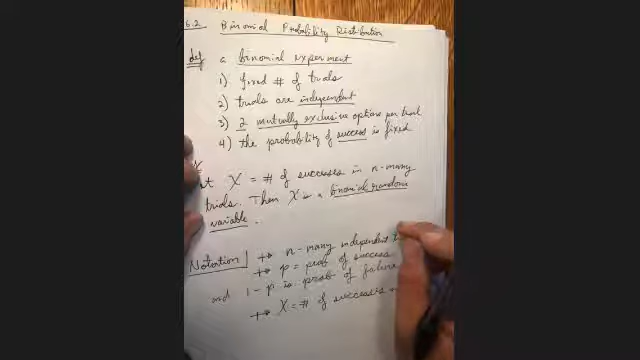 6.2 Binomial Probability Distribution
def a binomial experiment
1) fixed # of trials
2) trials are independent
3) 2 mutually exclusive options per trial
4) the probability of success is fixed
X = # of successes in n-many
trials. Then X is a binomial random
variable.
Notation ↦ n-many independent
↦ p = prob of success
and 1-p is prob of failure
↦ X = # of successes